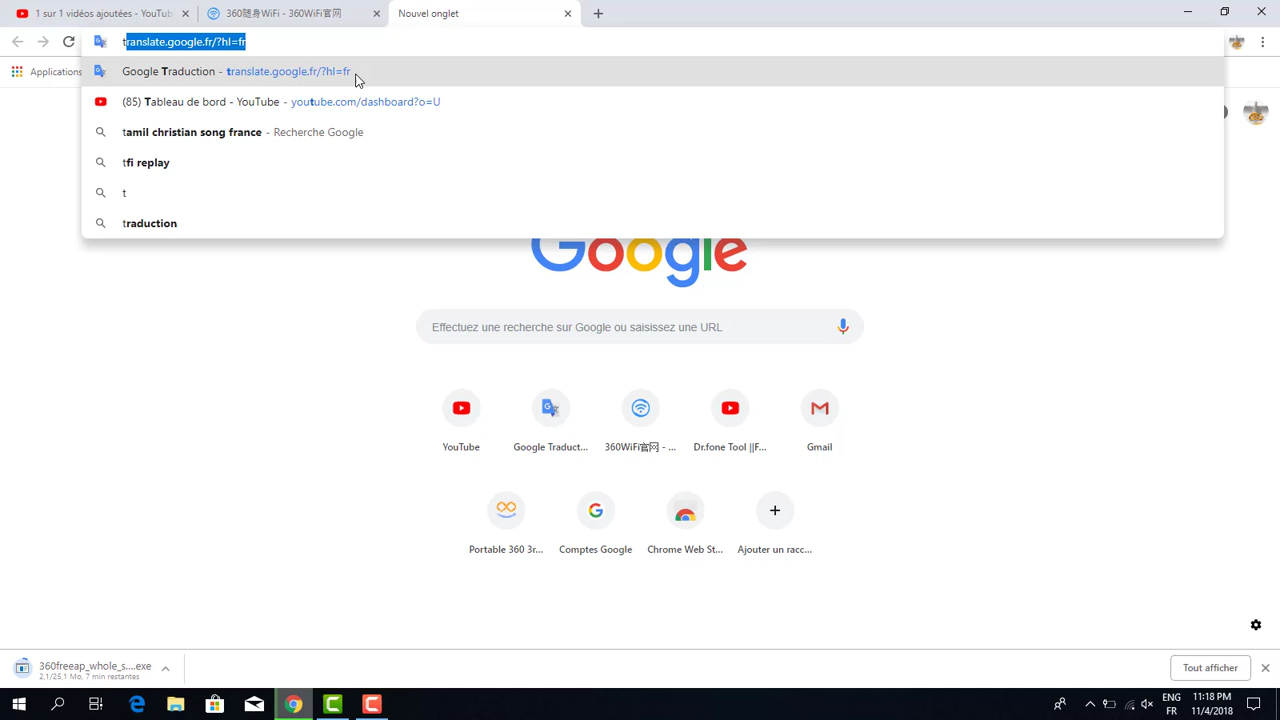 1 sur 1 vidéos ajoutées - YouTub
360随身WiFi - 360WiFi官网
Nouvel onglet
translate.google.fr/?hl=fr
Applications
Google Traduction - translate.google.fr/?hl=fr
(85) Tableau de bord - YouTube - youtube.com/dashboard?o=U
tamil christian song france - Recherche Google
tfi replay
t
traduction
Google
Effectuez une recherche sur Google ou saisissez une URL
YouTube
Google Traduct...
360WiFi官网 - ...
Dr.fone Tool ||F...
Gmail
Portable 360 3r...
Comptes Google
Chrome Web St...
Ajouter un racc...
360freeap_whole_s....exe
2,1/25,1 Mo, 7 min restantes
Tout afficher
ENG
FR
11:18 PM
11/4/2018